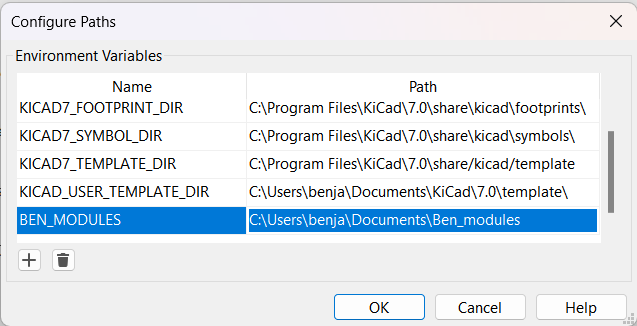 Configure Paths
Environment Variables
Name Path
KICAD7_FOOTPRINT_DIR C:\Program Files\KiCad\7.0\share\kicad\footprints\
KICAD7_SYMBOL_DIR C:\Program Files\KiCad\7.0\share\kicad\symbols\
KICAD7_TEMPLATE_DIR C:\Program Files\KiCad\7.0\share/kicad/template
KICAD_USER_TEMPLATE_DIR C:\Users\benja\Documents\KiCad\7.0\template\
BEN_MODULES C:\Users\benja\Documents\Ben_modules
OK Cancel Help